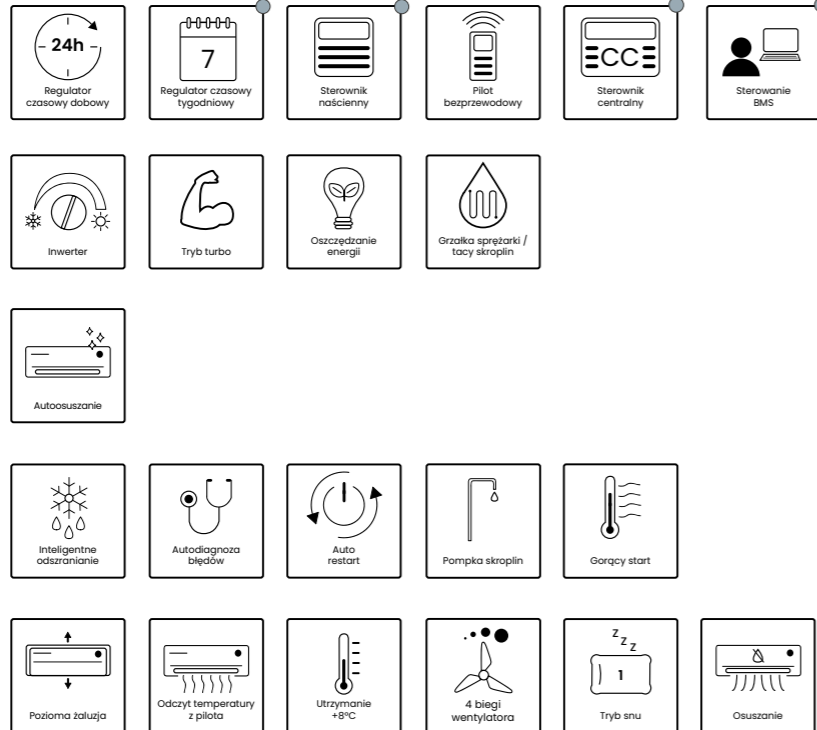 24h
Regulator
czasowy dobowy
7
Regulator czasowy
tygodniowy
Sterownik
naścienny
Pilot
bezprzewodowy
CC
Sterownik
centralny
Sterowanie
BMS
Inwerter
Tryb turbo
Oszczędzanie
energii
Grzałka sprężarki /
tacy skroplin
Autoosuszanie
Inteligentne
odszranianie
Autodiagnoza
błędów
Auto
restart
Pompka skroplin
Gorący start
Pozioma żaluzja
Odczyt temperatury
z pilota
Utrzymanie
+8°C
4 biegi
wentylatora
Z Z Z
1
Tryb snu
Osuszanie